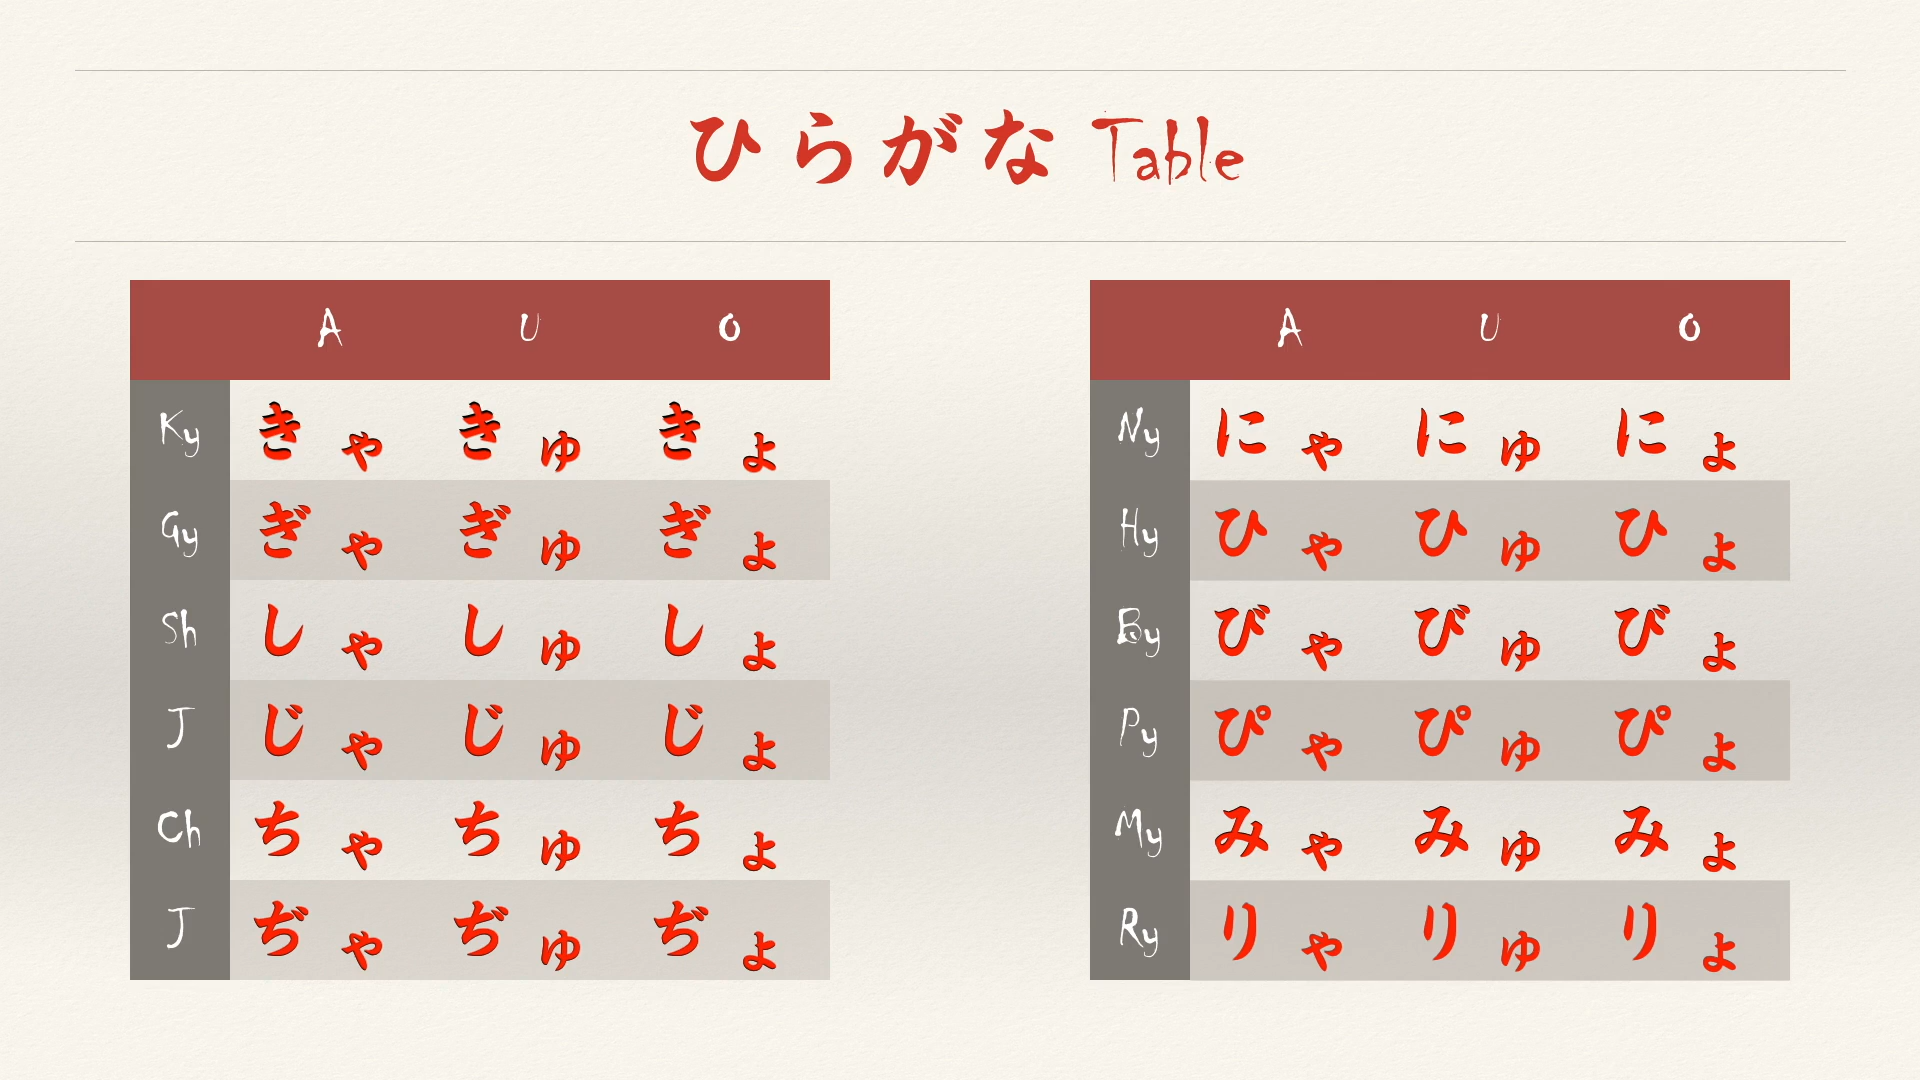 ひらがな Table
A U O
Ky きゃ きゅ きょ
Gy ぎゃ ぎゅ ぎょ
Sh しゃ しゅ しょ
J じゃ じゅ じょ
Ch ちゃ ちゅ ちょ
J ぢゃ ぢゅ ぢょ
A U O
Ny にゃ にゅ にょ
Hy ひゃ ひゅ ひょ
By びゃ びゅ びょ
Py ぴゃ ぴゅ ぴょ
My みゃ みゅ みょ
Ry りゃ りゅ りょ